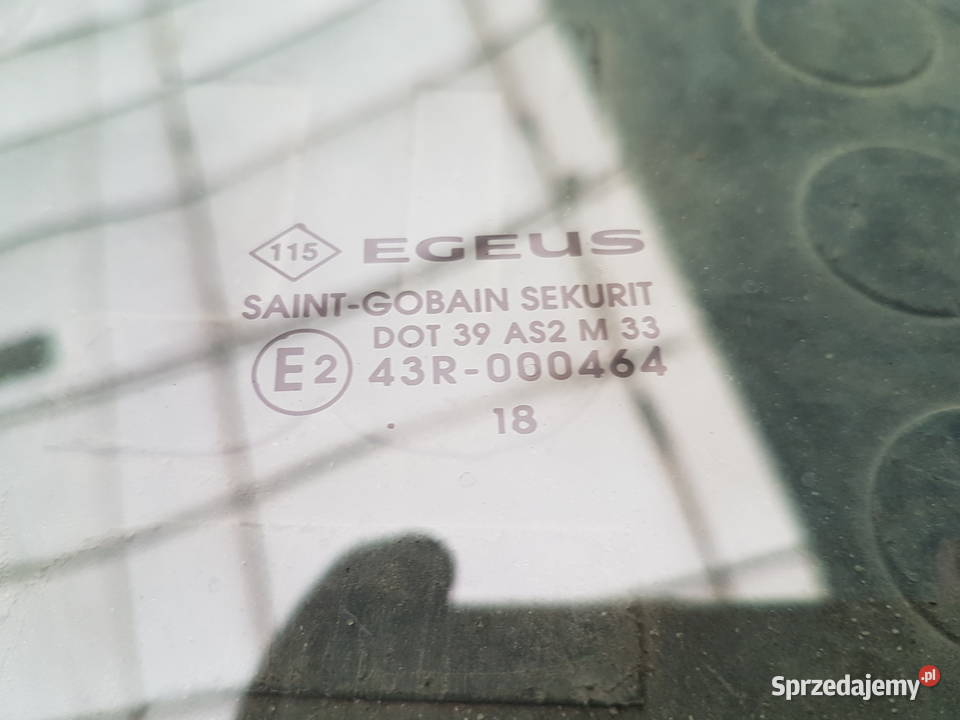 115 EGEUS
SAINT-GOBAIN SEKURIT
DOT 39 AS2 M 33
E2 43R-000464
. 18
Sprzedajemy.pl